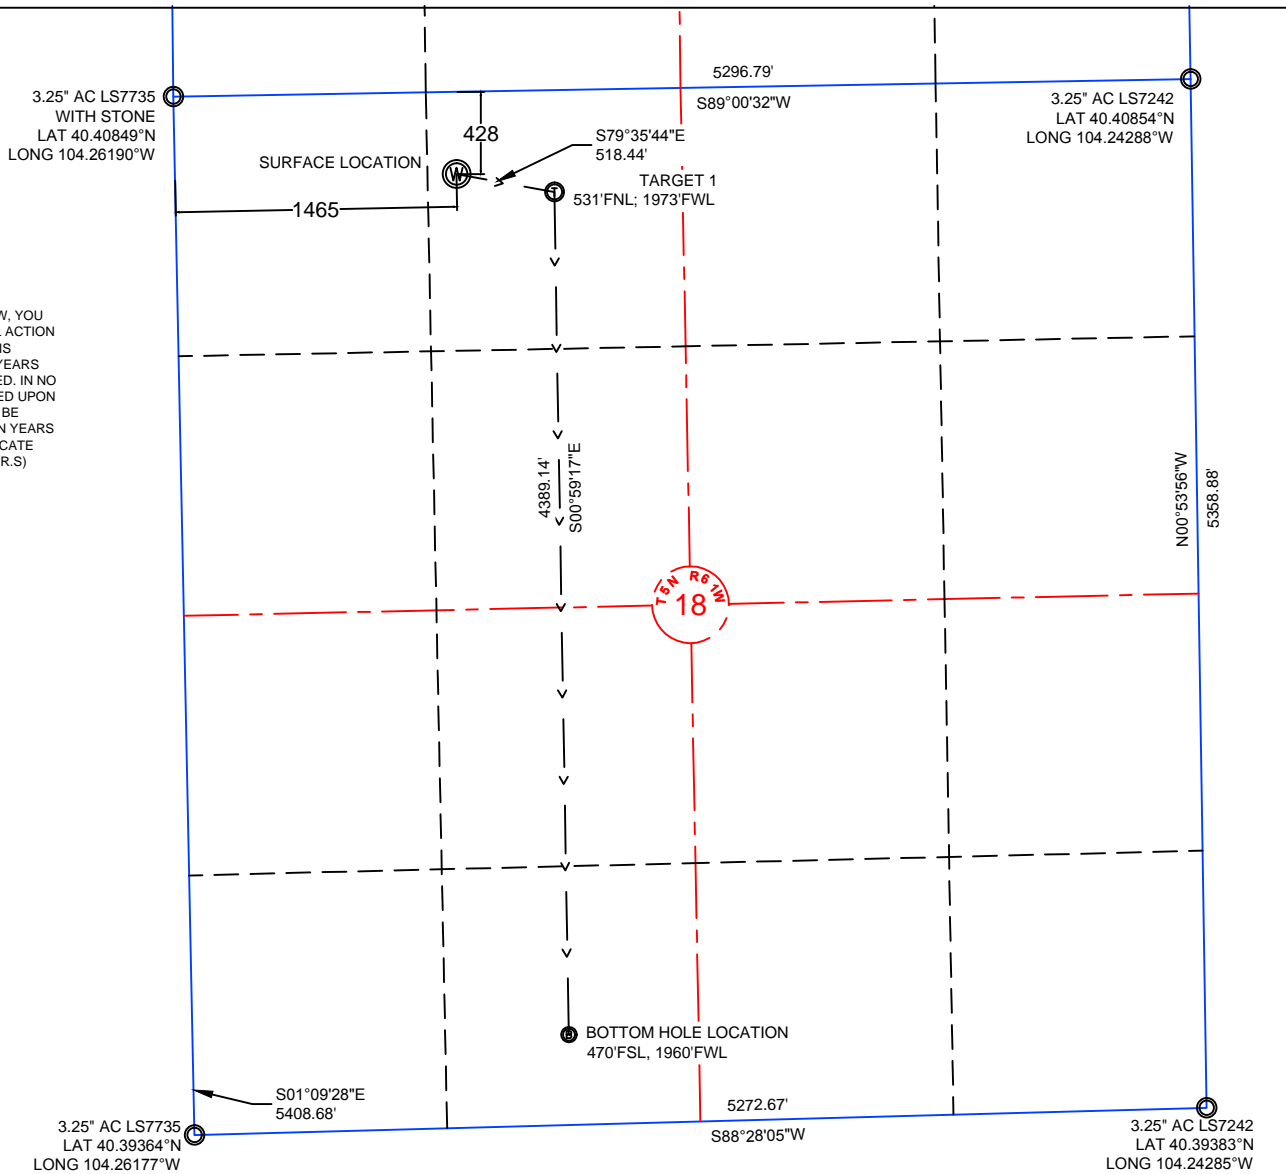 5296.79'
S89°00'32"W
3.25" AC LS7735
WITH STONE
LAT 40.40849°N
LONG 104.26190°W
3.25" AC LS7242
LAT 40.40854°N
LONG 104.24288°W
428
S79°35'44"E
518.44'
SURFACE LOCATION
W
T
TARGET 1
531'FNL; 1973'FWL
1465
W, YOU
ACTION
YEARS
ED. IN NO
ED UPON
BE
N YEARS
CATE
R.S)
4389.14'
S00°59'17"E
N00°53'56"W
5358.88'
T5N R61W
18
B
BOTTOM HOLE LOCATION
470'FSL, 1960'FWL
S01°09'28"E
5408.68'
5272.67'
S88°28'05"W
3.25" AC LS7735
LAT 40.39364°N
LONG 104.26177°W
3.25" AC LS7242
LAT 40.39383°N
LONG 104.24285°W